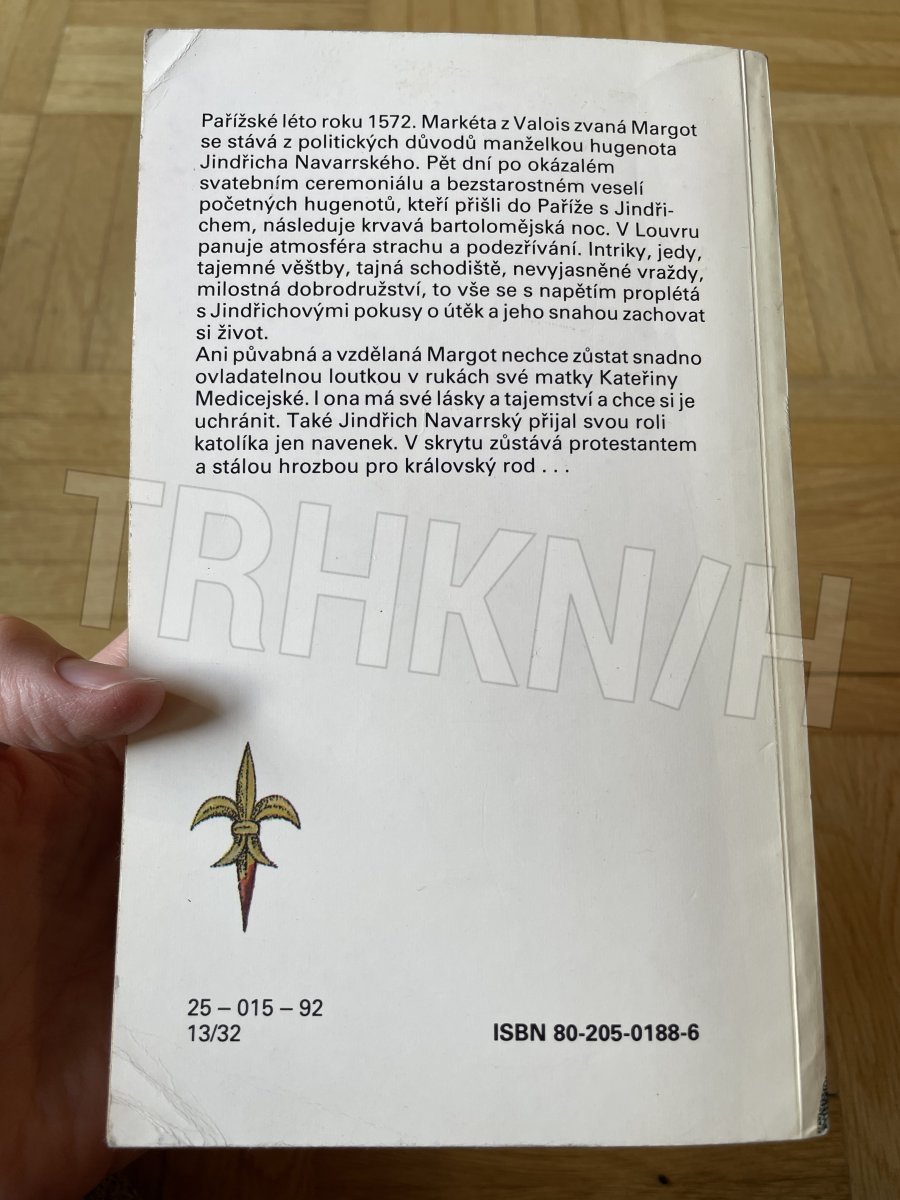 Pařížské léto roku 1572. Markéta z Valois zvaná Margot
se stává z politických důvodů manželkou hugenota
Jindřicha Navarrského. Pět dní po okázalém
svatebním ceremoniálu a bezstarostném veselí
početných hugenotů, kteří přišli do Paříže s Jindři-
chem, následuje krvavá bartolomějská noc. V Louvru
panuje atmosféra strachu a podezřívání. Intriky, jedy,
tajemné věštby, tajná schodiště, nevyjasněné vraždy,
milostná dobrodružství, to vše se s napětím proplétá
s Jindřichovými pokusy o útěk a jeho snahou zachovat
si život.
Ani půvabná a vzdělaná Margot nechce zůstat snadno
ovladatelnou loutkou v rukách své matky Kateřiny
Medicejské. I ona má své lásky a tajemství a chce si je
uchránit. Také Jindřich Navarrský přijal svou roli
katolíka jen navenek. V skrytu zůstává protestantem
a stálou hrozbou pro královský rod . . .
TRHKN/H
25 – 015 – 92
13/32
ISBN 80-205-0188-6